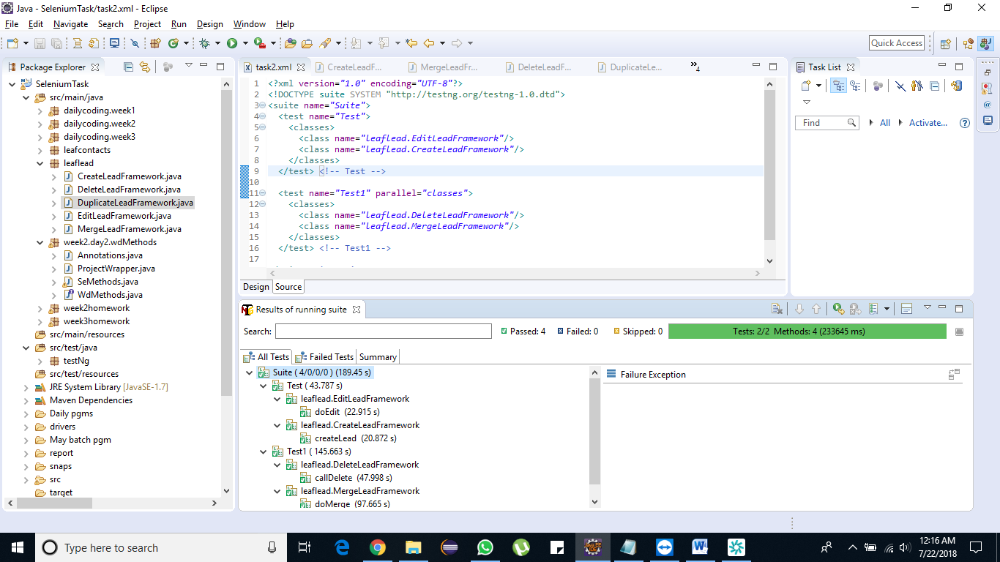 Java - SeleniumTask/task2.xml - Eclipse
File Edit Navigate Search Project Run Design Window Help
Quick Access
Package Explorer
SeleniumTask
src/main/java
dailycoding.week1
dailycoding.week2
dailycoding.week3
leafcontacts
leaflead
CreateLeadFramework.java
DeleteLeadFramework.java
DuplicateLeadFramework.java
EditLeadFramework.java
MergeLeadFramework.java
week2.day2.wdMethods
Annotations.java
ProjectWrapper.java
SeMethods.java
WdMethods.java
week2homework
week3homework
src/main/resources
src/test/java
testNg
src/test/resources
JRE System Library [JavaSE-1.7]
Maven Dependencies
Daily pgms
drivers
May batch pgm
report
snaps
src
target
task2.xml CreateLeadF... MergeLeadFr... DeleteLeadF... DuplicateLe... »4
1 <?xml version="1.0" encoding="UTF-8"?>
2 <!DOCTYPE suite SYSTEM "http://testng.org/testng-1.0.dtd">
3 <suite name="Suite">
4 <test name="Test">
5 <classes>
6 <class name="leaflead.EditLeadFramework"/>
7 <class name="leaflead.CreateLeadFramework"/>
8 </classes>
9 </test> <!-- Test -->
10
11 <test name="Test1" parallel="classes">
12 <classes>
13 <class name="leaflead.DeleteLeadFramework"/>
14 <class name="leaflead.MergeLeadFramework"/>
15 </classes>
16 </test> <!-- Test1 -->
17
Design Source
Task List
Find All Activate...
Results of running suite
Search: Passed: 4 Failed: 0 Skipped: 0 Tests: 2/2 Methods: 4 (233645 ms)
All Tests Failed Tests Summary
Suite ( 4/0/0/0 ) (189.45 s)
Test ( 43.787 s)
leaflead.EditLeadFramework
doEdit (22.915 s)
leaflead.CreateLeadFramework
createLead (20.872 s)
Test1 ( 145.663 s)
leaflead.DeleteLeadFramework
callDelete (47.998 s)
leaflead.MergeLeadFramework
doMerge (97.665 s)
Failure Exception
Type here to search
12:16 AM
7/22/2018